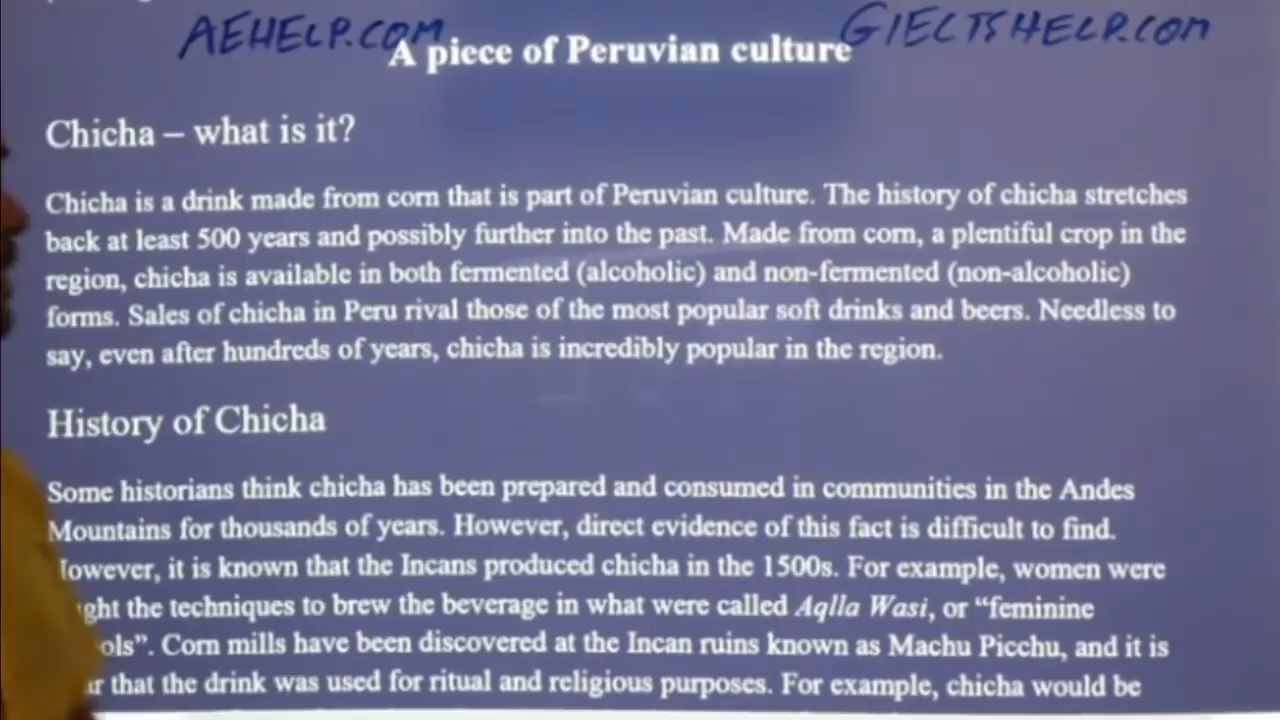 AEHELP.COM
GIELTSHELP.COM
A piece of Peruvian culture
Chicha – what is it?
Chicha is a drink made from corn that is part of Peruvian culture. The history of chicha stretches
back at least 500 years and possibly further into the past. Made from corn, a plentiful crop in the
region, chicha is available in both fermented (alcoholic) and non-fermented (non-alcoholic)
forms. Sales of chicha in Peru rival those of the most popular soft drinks and beers. Needless to
say, even after hundreds of years, chicha is incredibly popular in the region.
History of Chicha
Some historians think chicha has been prepared and consumed in communities in the Andes
Mountains for thousands of years. However, direct evidence of this fact is difficult to find.
it is known that the Incans produced chicha in the 1500s. For example, women were
the techniques to brew the beverage in what were called Aqlla Wasi, or “feminine
Corn mills have been discovered at the Incan ruins known as Machu Picchu, and it is
that the drink was used for ritual and religious purposes. For example, chicha would be